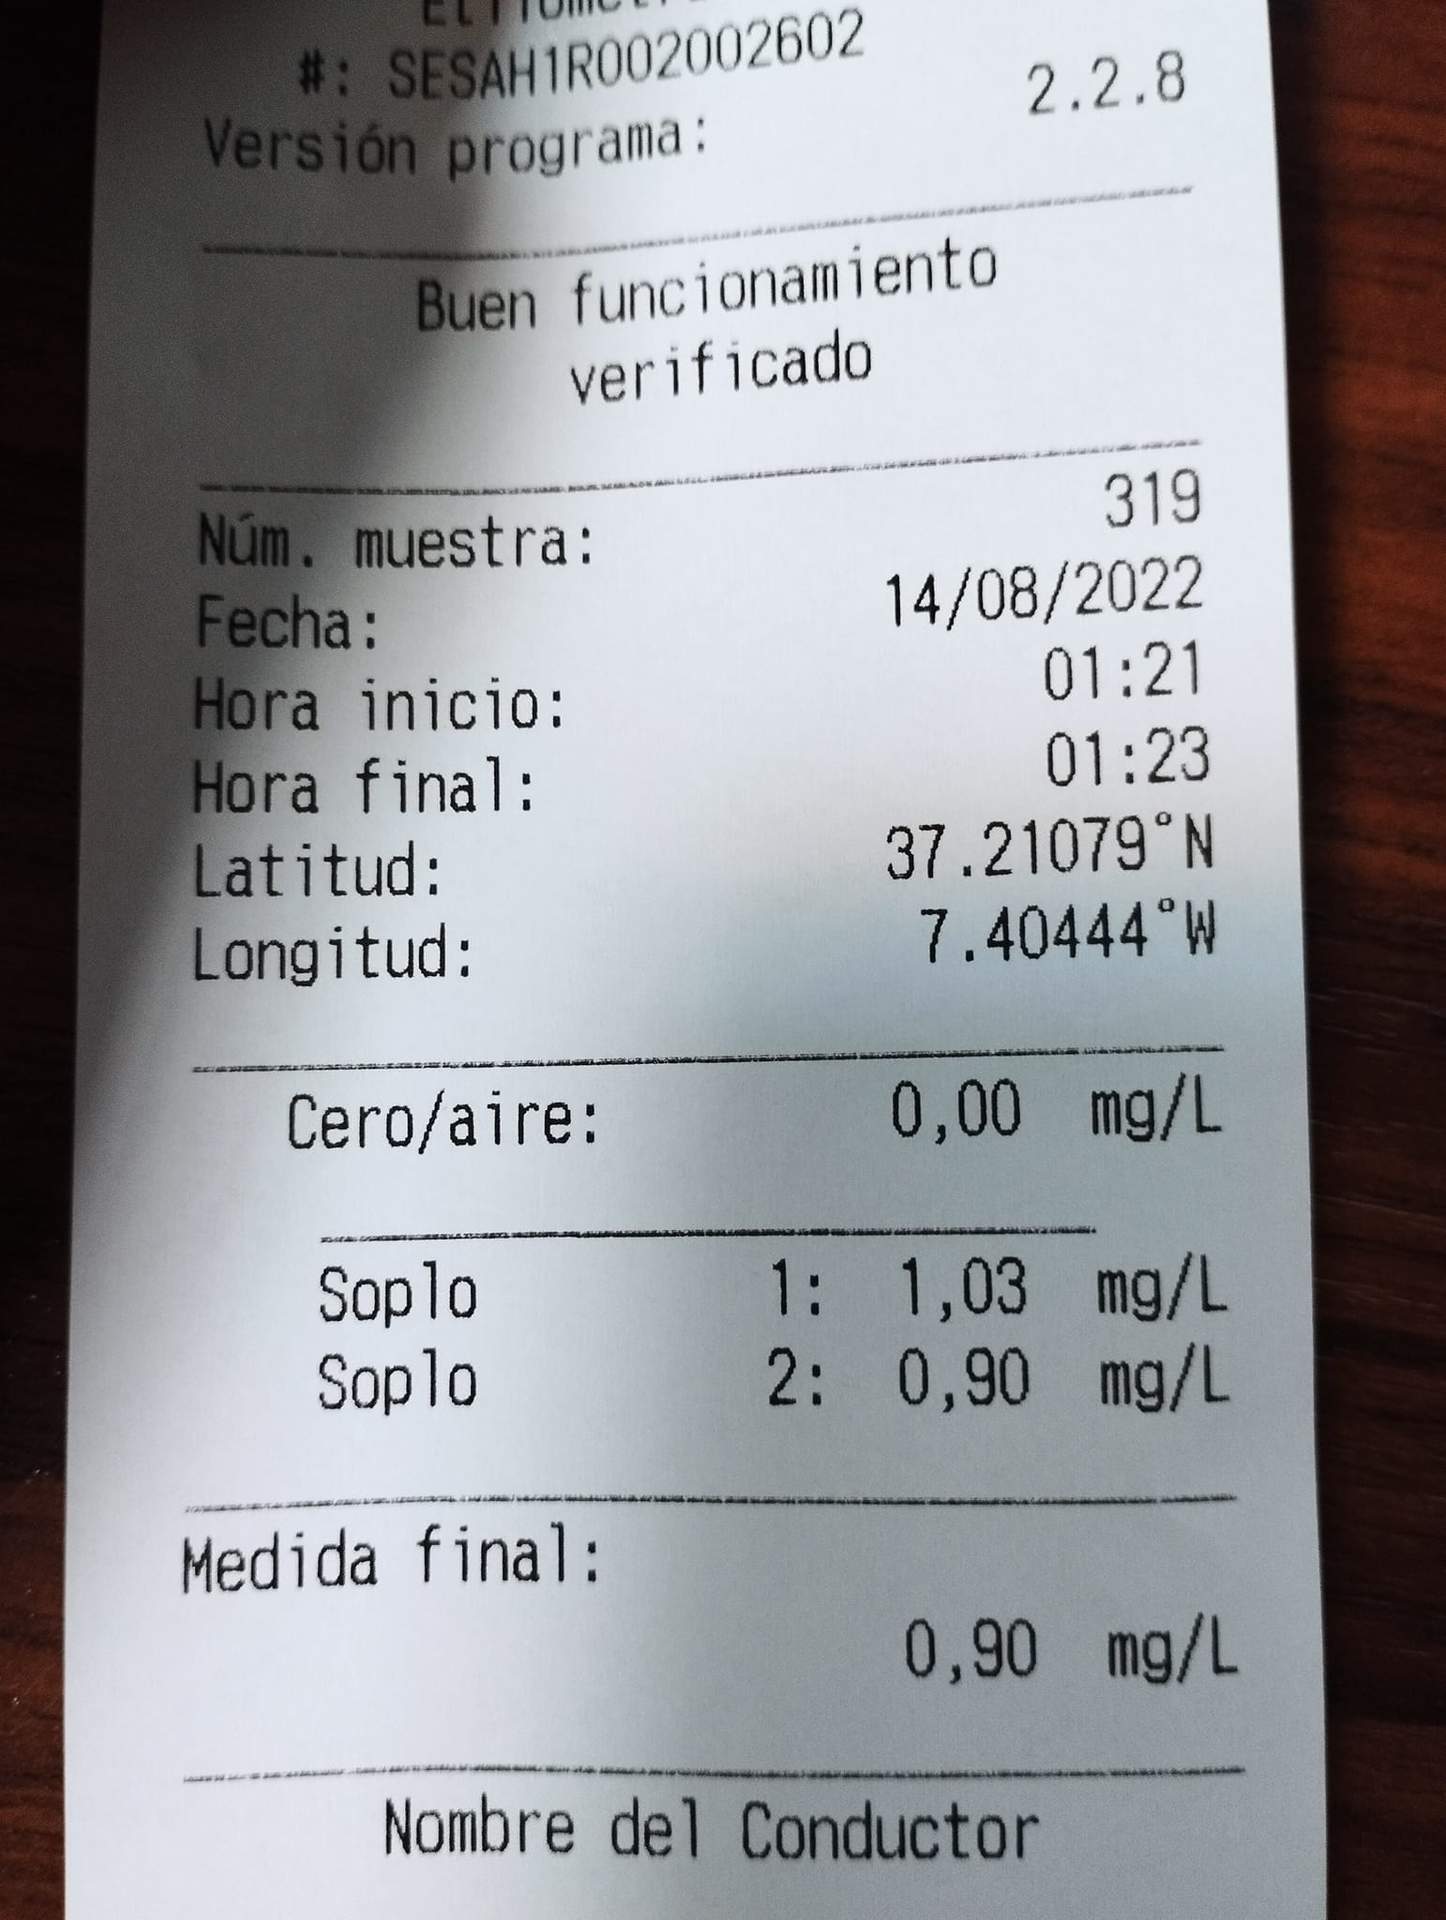 #: SESAH1R002002602
Versión programa: 2.2.8
Buen funcionamiento
verificado
Núm. muestra: 319
Fecha: 14/08/2022
Hora inicio: 01:21
Hora final: 01:23
Latitud: 37.21079°N
Longitud: 7.40444°W
Cero/aire: 0,00 mg/L
Soplo 1: 1,03 mg/L
Soplo 2: 0,90 mg/L
Medida final:
0,90 mg/L
Nombre del Conductor